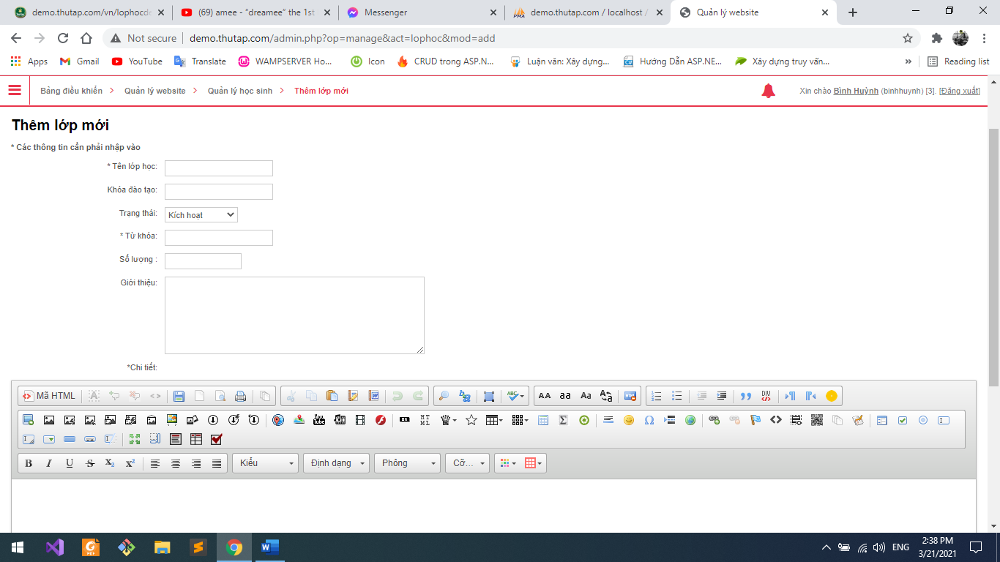 demo.thutap.com/vn/lophocde
(69) amee - “dreamee” the 1st
Messenger
demo.thutap.com / localhost /
Quản lý website
Not secure
demo.thutap.com/admin.php?op=manage&act=lophoc&mod=add
Apps
Gmail
YouTube
Translate
WAMPSERVER Ho...
Icon
CRUD trong ASP.N...
Luận văn: Xây dựng...
Hướng Dẫn ASP.NE...
Xây dựng truy vấn...
»
Reading list
Bảng điều khiển > Quản lý website > Quản lý học sinh > Thêm lớp mới
Xin chào Bình Huỳnh (binhhuynh) [3]. [Đăng xuất]
Thêm lớp mới
* Các thông tin cần phải nhập vào
* Tên lớp học:
Khóa đào tạo:
Trạng thái:
Kích hoạt
* Từ khóa:
Số lượng :
Giới thiệu:
*Chi tiết:
Mã HTML
B I U S X₂ X²
Kiểu
Định dạng
Phông
Cỡ...
ENG
2:38 PM
3/21/2021